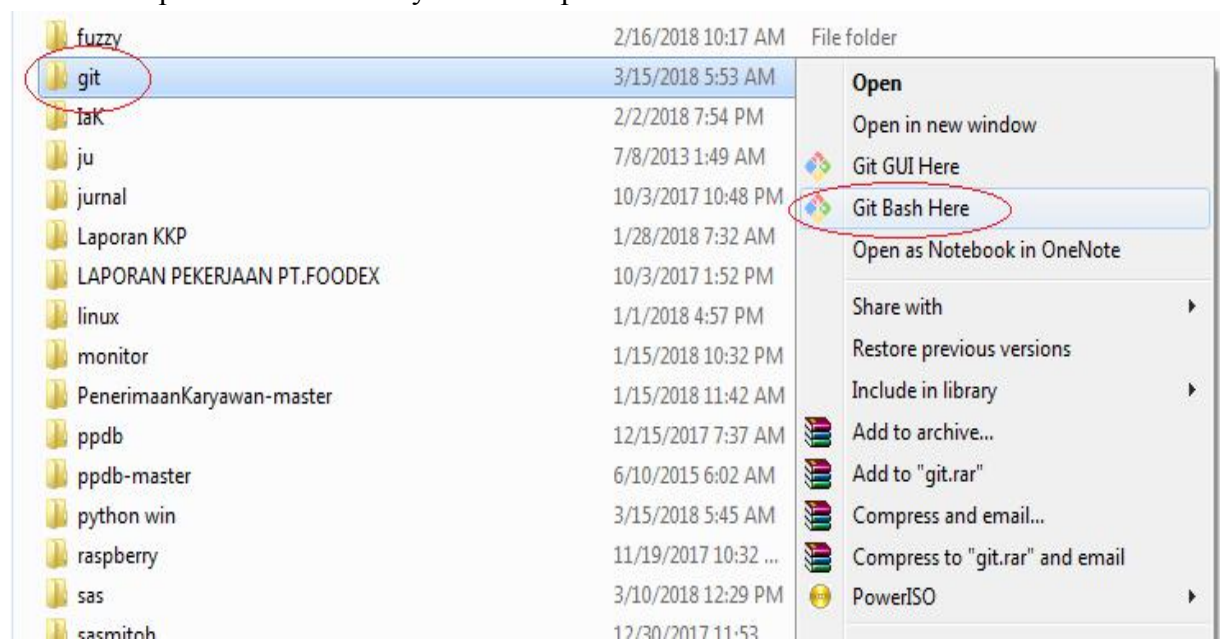 fuzzy 2/16/2018 10:17 AM File folder
git 3/15/2018 5:53 AM
IaK 2/2/2018 7:54 PM
ju 7/8/2013 1:49 AM
jurnal 10/3/2017 10:48 PM
Laporan KKP 1/28/2018 7:32 AM
LAPORAN PEKERJAAN PT.FOODEX 10/3/2017 1:52 PM
linux 1/1/2018 4:57 PM
monitor 1/15/2018 10:32 PM
PenerimaanKaryawan-master 1/15/2018 11:42 AM
ppdb 12/15/2017 7:37 AM
ppdb-master 6/10/2015 6:02 AM
python win 3/15/2018 5:45 AM
raspberry 11/19/2017 10:32 ...
sas 3/10/2018 12:29 PM
sasmitoh 12/30/2017 11:53
Open
Open in new window
Git GUI Here
Git Bash Here
Open as Notebook in OneNote
Share with
Restore previous versions
Include in library
Add to archive...
Add to "git.rar"
Compress and email...
Compress to "git.rar" and email
PowerISO